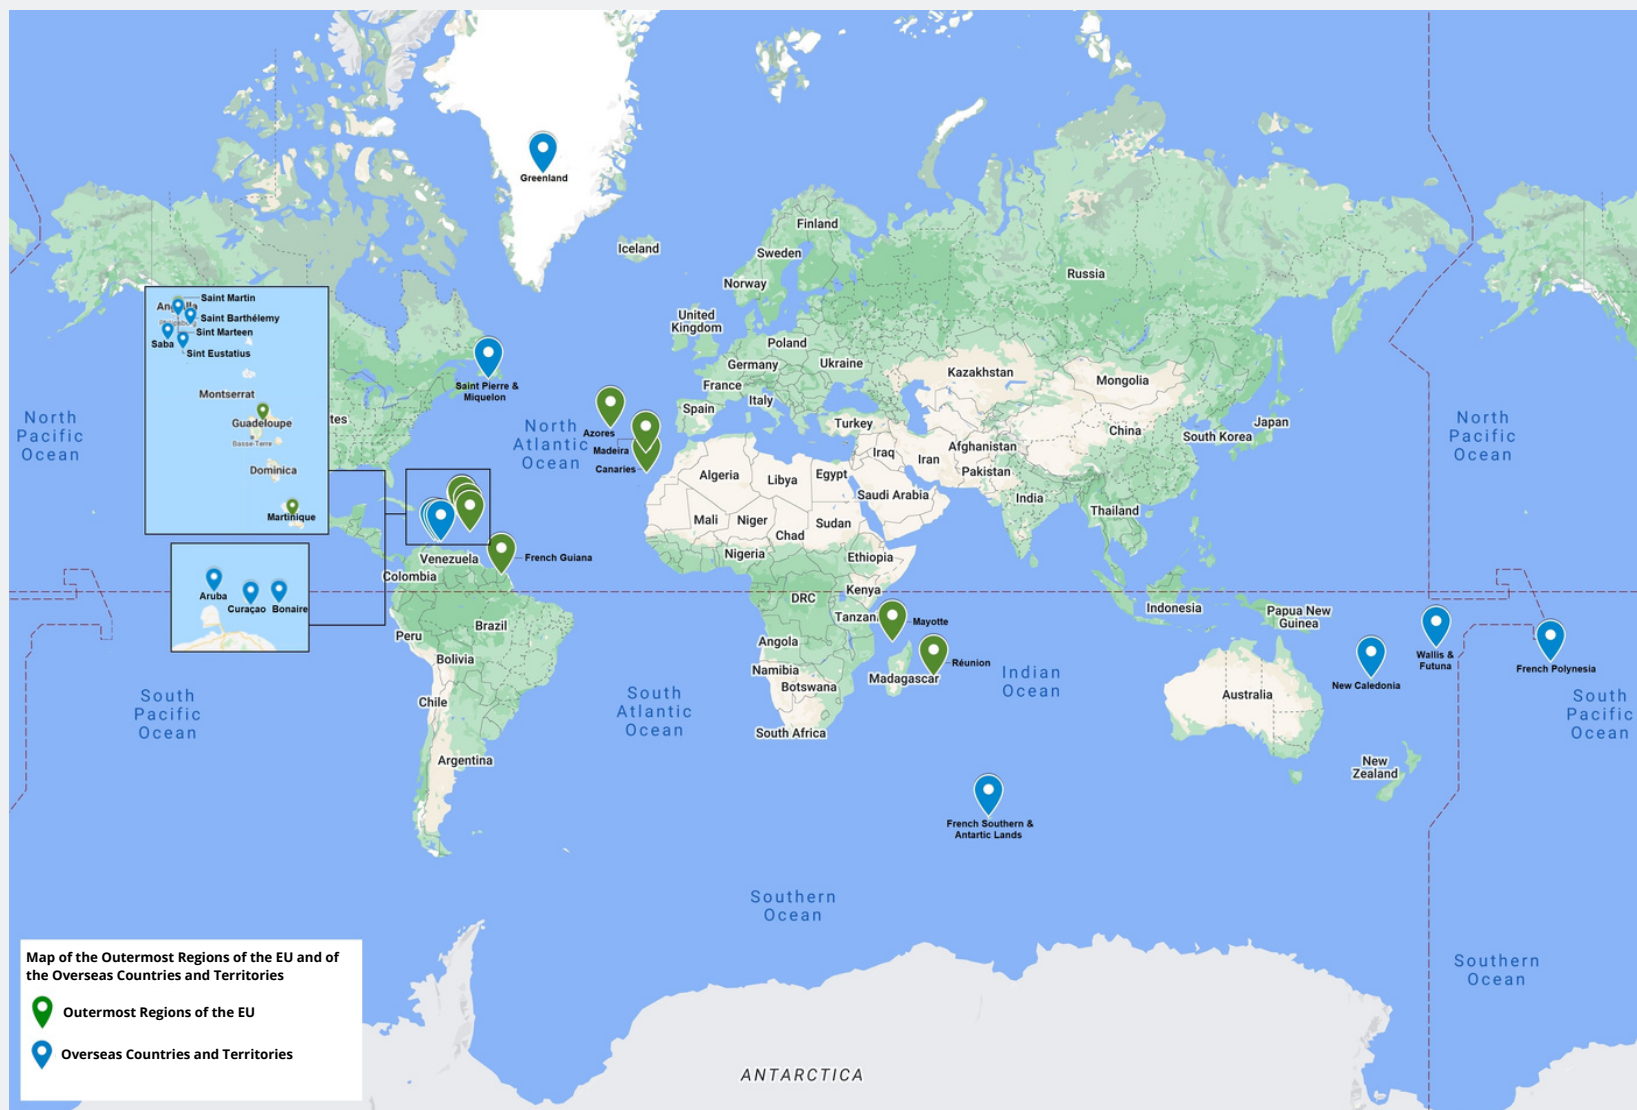 Greenland
Finland
Iceland
Sweden
Norway
Russia
Saint Martin
Saint Barthélemy
Sint Marteen
Saba
Sint Eustatius
Montserrat
Guadeloupe
Basse-Terre
Dominica
Martinique
tes
United
Kingdom
Poland
Germany
Ukraine
France
Kazakhstan
Mongolia
Italy
Spain
Saint Pierre &
Miquelon
North
Pacific
Ocean
North
Atlantic
Ocean
Azores
Madeira
Canaries
Turkey
China
Japan
South Korea
North
Pacific
Ocean
Afghanistan
Iraq
Iran
Pakistan
Algeria
Libya
Egypt
Saudi Arabia
India
Thailand
Mali
Niger
Chad
Sudan
Nigeria
Ethiopia
Venezuela
French Guiana
Colombia
Aruba
Curaçao
Bonaire
DRC
Kenya
Tanzan
Indonesia
Papua New
Guinea
Mayotte
Peru
Brazil
Angola
Bolivia
Namibia
Botswana
Madagascar
Réunion
Indian
Ocean
Wallis &
Futuna
French Polynesia
New Caledonia
Australia
South
Pacific
Ocean
Chile
South
Atlantic
Ocean
South
Pacific
Ocean
South Africa
Argentina
New
Zealand
French Southern &
Antartic Lands
Southern
Ocean
Southern
Ocean
Map of the Outermost Regions of the EU and of
the Overseas Countries and Territories
Outermost Regions of the EU
Overseas Countries and Territories
ANTARCTICA